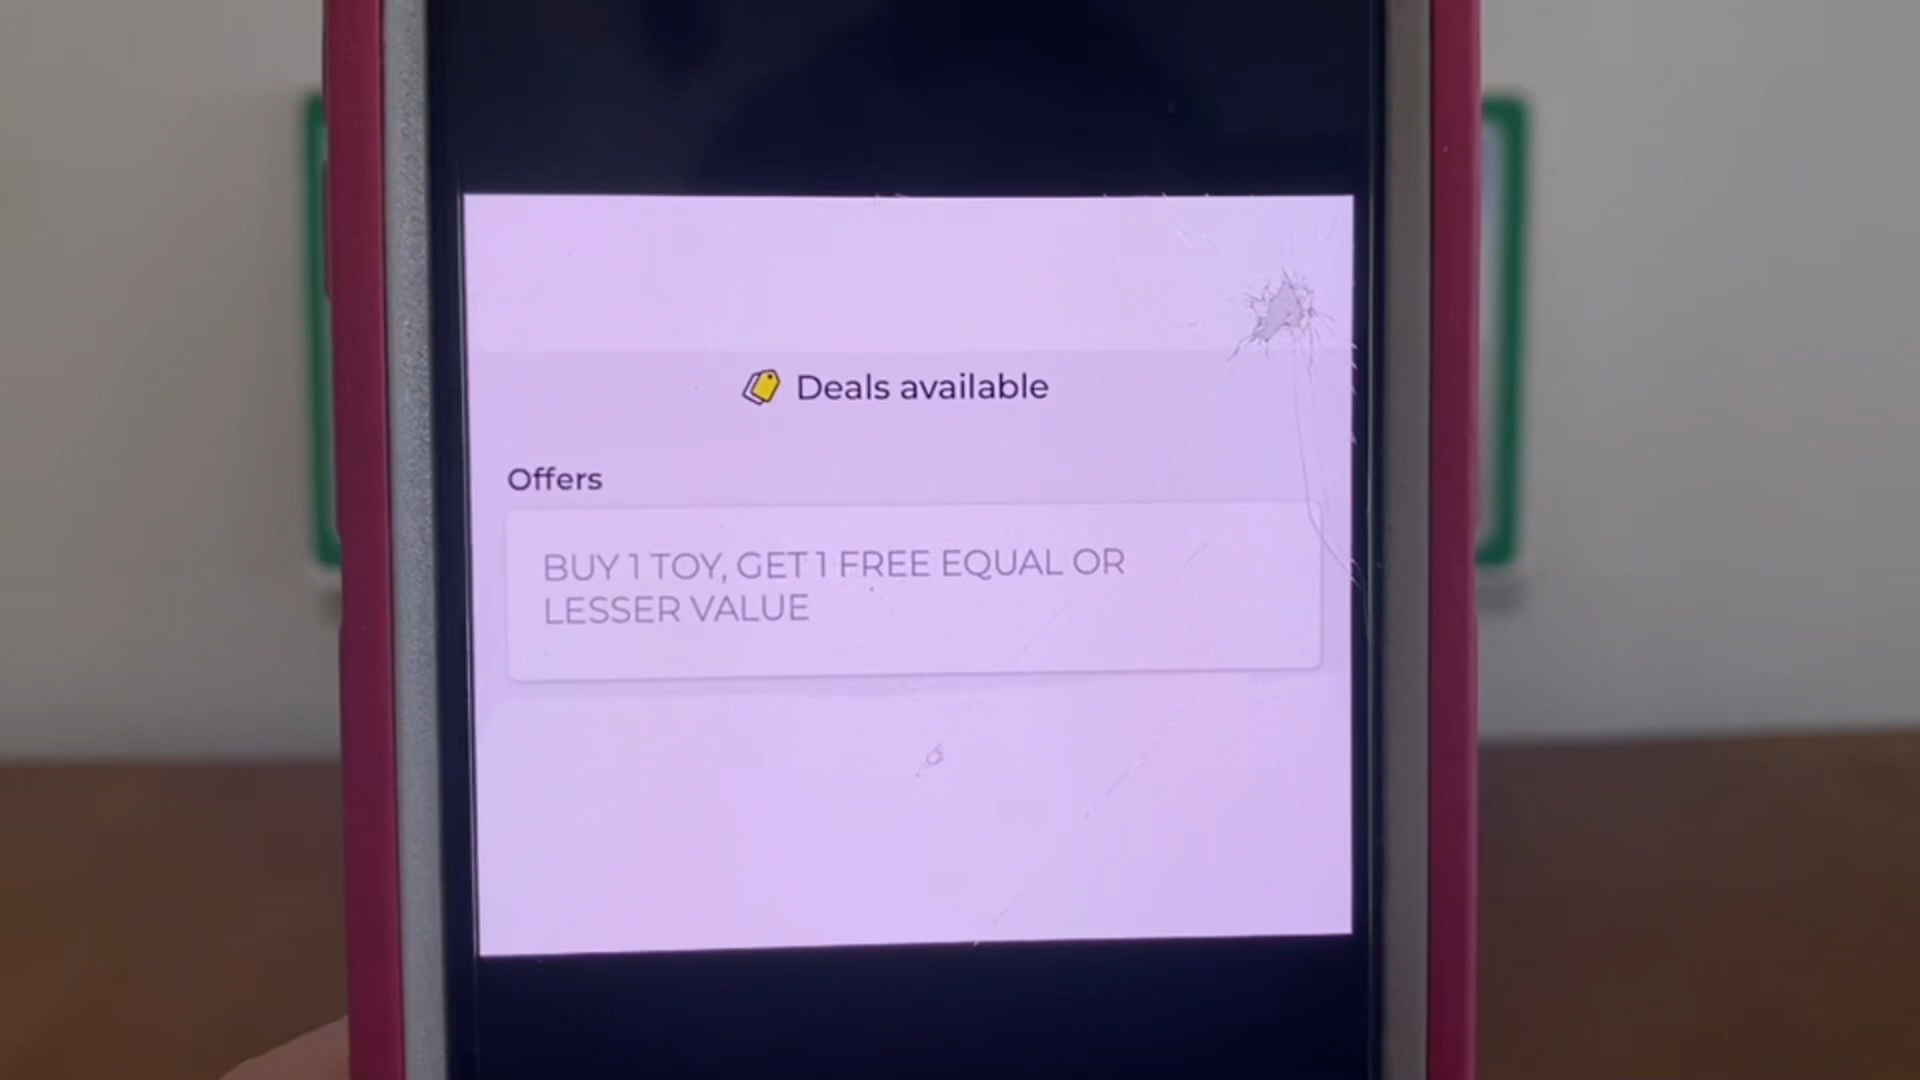 Deals available
Offers
BUY 1 TOY, GET 1 FREE EQUAL OR
LESSER VALUE